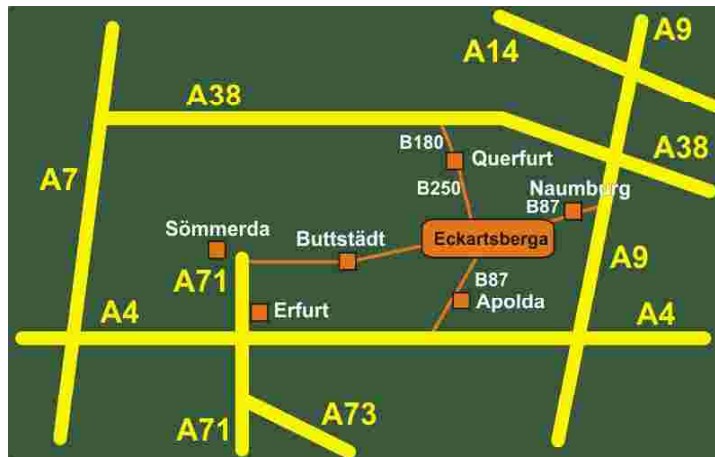 A9
A14
A38
B180
Querfurt
A38
A7
B250
Naumburg
B87
Sömmerda
Buttstädt
Eckartsberga
A71
A9
B87
Apolda
A4
Erfurt
A4
A73
A71